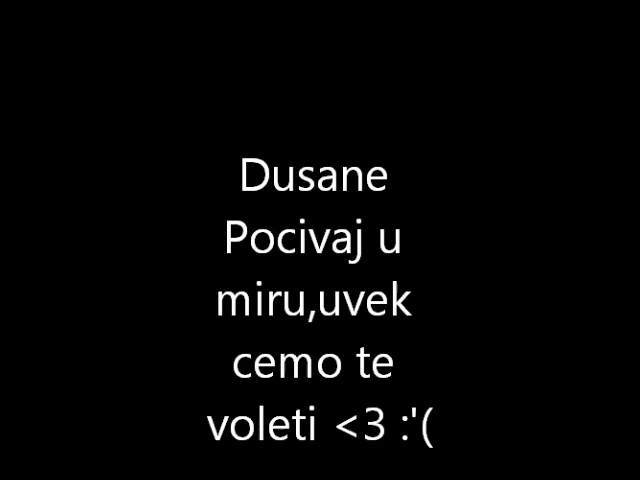 Dusane
Pocivaj u
miru,uvek
cemo te
voleti <3 :'(